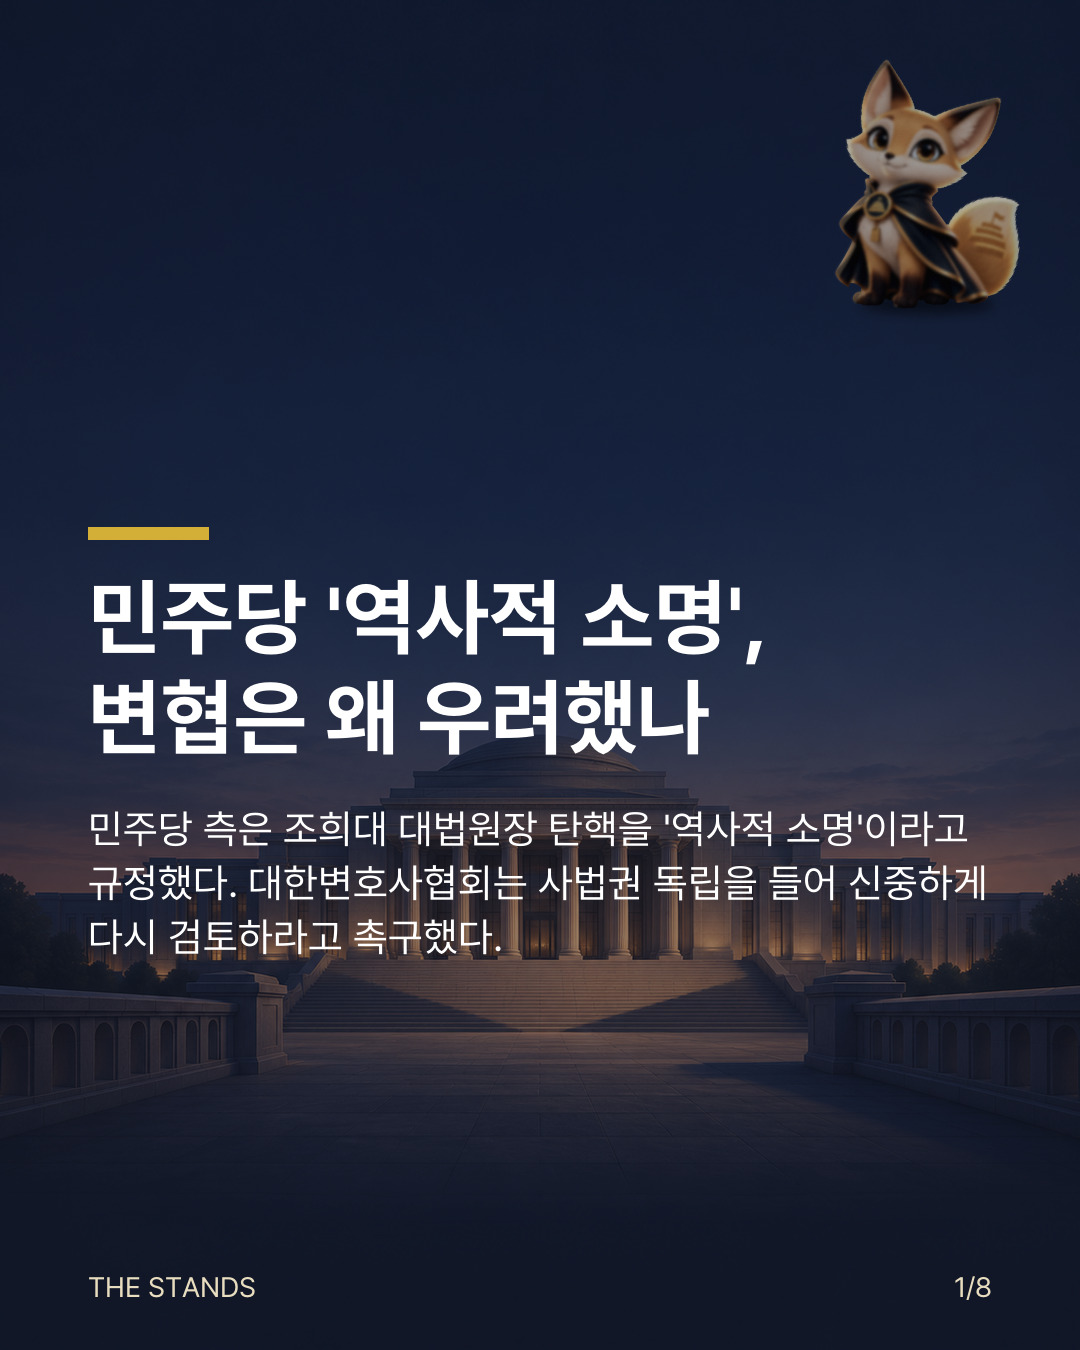 민주당 '역사적 소명',
변협은 왜 우려했나
민주당 측은 조희대 대법원장 탄핵을 '역사적 소명'이라고
규정했다. 대한변호사협회는 사법권 독립을 들어 신중하게
다시 검토하라고 촉구했다.
THE STANDS
1/8